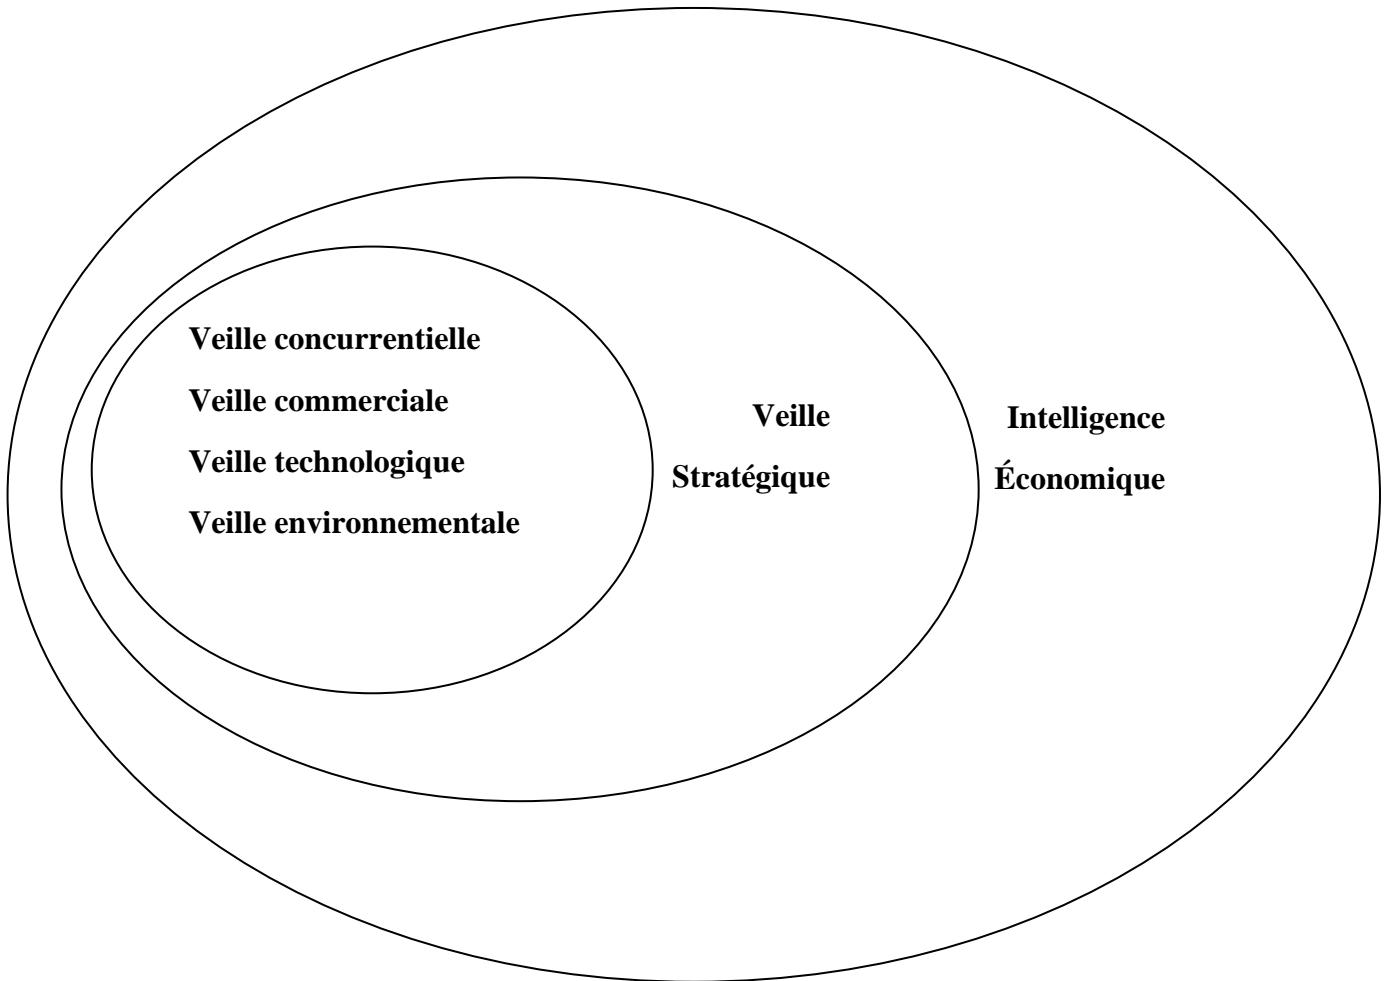 Veille concurrentielle
Veille commerciale
Veille technologique
Veille environnementale
Veille
Stratégique
Intelligence
Économique